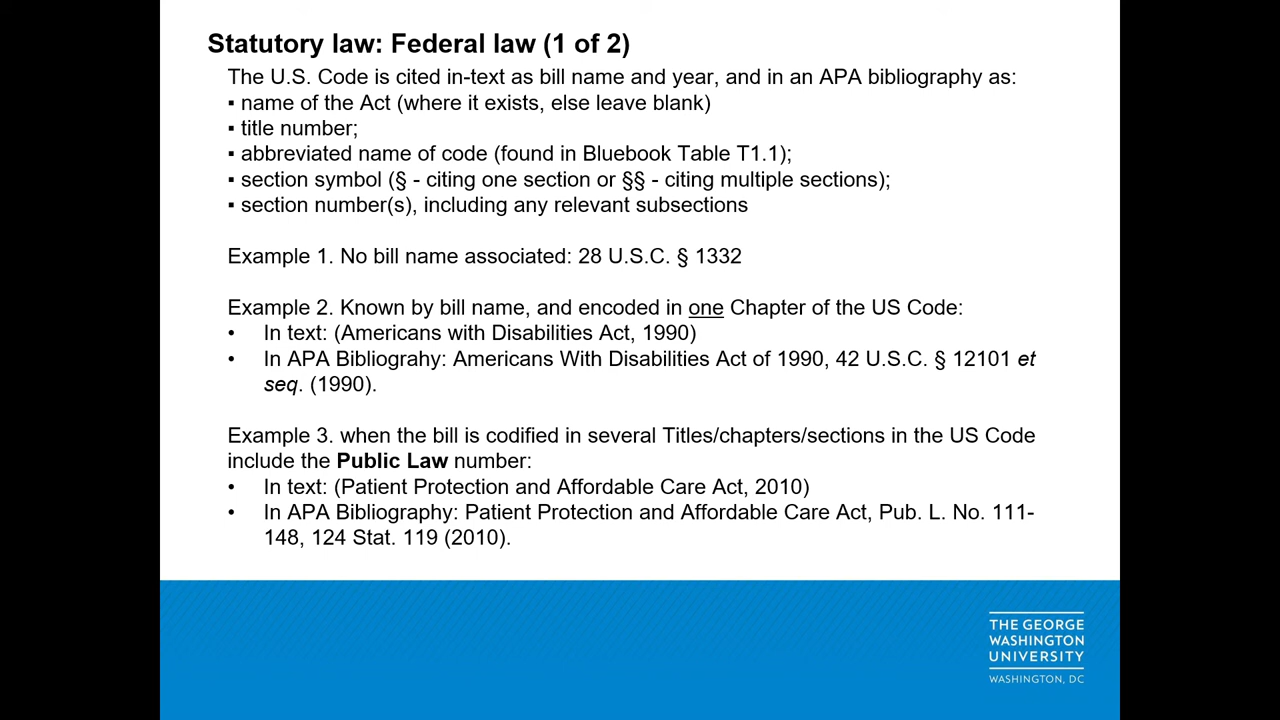 Statutory law: Federal law (1 of 2)
The U.S. Code is cited in-text as bill name and year, and in an APA bibliography as:
▪ name of the Act (where it exists, else leave blank)
▪ title number;
▪ abbreviated name of code (found in Bluebook Table T1.1);
▪ section symbol (§ - citing one section or §§ - citing multiple sections);
▪ section number(s), including any relevant subsections
Example 1. No bill name associated: 28 U.S.C. § 1332
Example 2. Known by bill name, and encoded in one Chapter of the US Code:
• In text: (Americans with Disabilities Act, 1990)
• In APA Bibliograhy: Americans With Disabilities Act of 1990, 42 U.S.C. § 12101 et
seq. (1990).
Example 3. when the bill is codified in several Titles/chapters/sections in the US Code
include the Public Law number:
• In text: (Patient Protection and Affordable Care Act, 2010)
• In APA Bibliography: Patient Protection and Affordable Care Act, Pub. L. No. 111-
148, 124 Stat. 119 (2010).
THE GEORGE
WASHINGTON
UNIVERSITY
WASHINGTON, DC